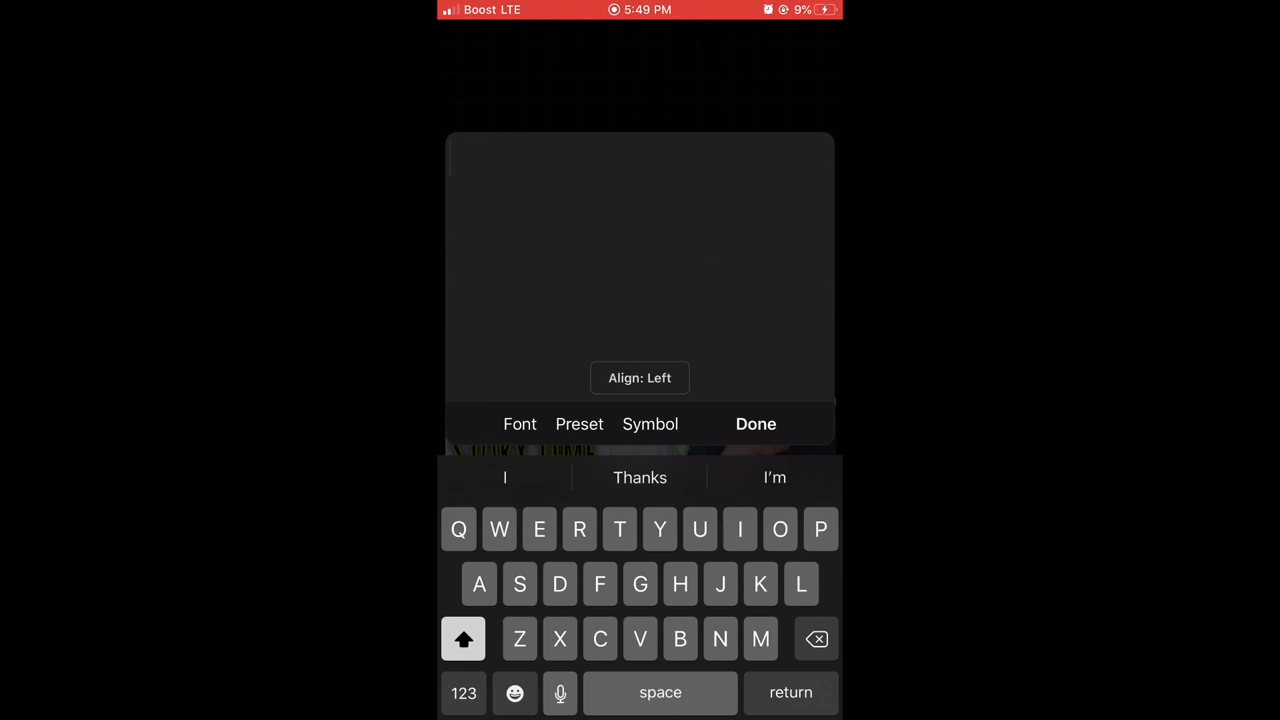 Boost LTE 5:49 PM 9%
Align: Left
Font Preset Symbol Done
I Thanks I'm
Q W E R T Y U I O P
A S D F G H J K L
Z X C V B N M
123 space return